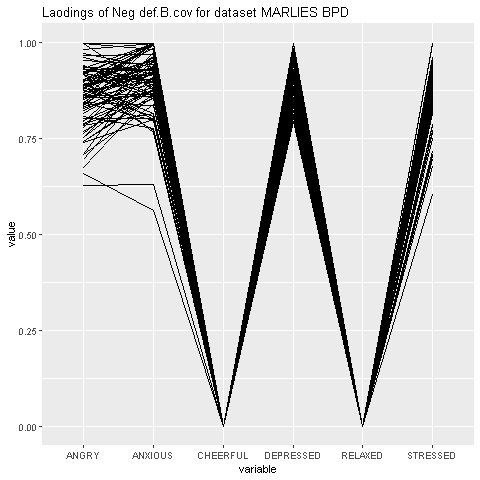 Laodings of Neg def.B.cov for dataset MARLIES BPD
1.00
0.75
0.50
0.25
0.00
value
ANGRY ANXIOUS CHEERFUL DEPRESSED RELAXED STRESSED
variable